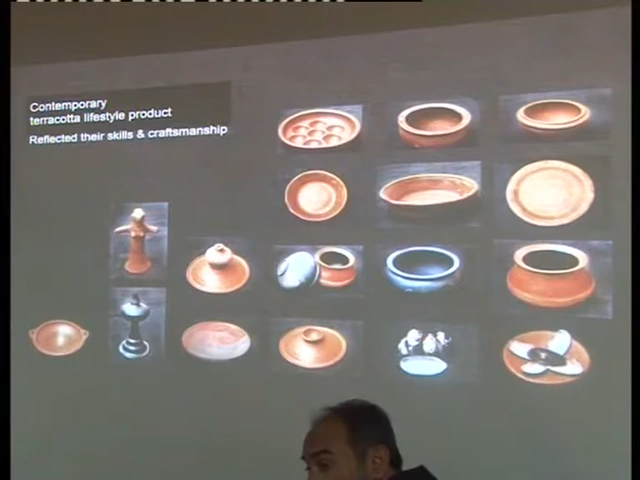 Contemporary
terracotta lifestyle product
Reflected their skills & craftsmanship